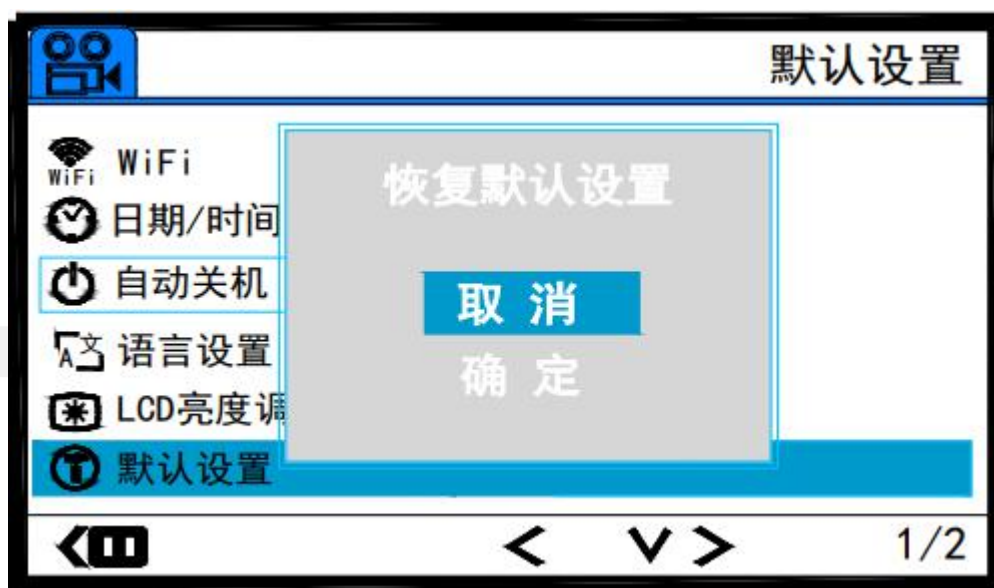 默认设置
WiFi
WiFi
日期/时间
自动关机
A文
语言设置
LCD亮度调
默认设置
恢复默认设置
取 消
确 定
1/2